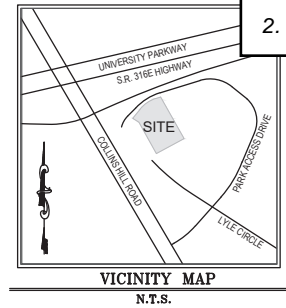 2.
UNIVERSITY PARKWAY
S.R. 316E HIGHWAY
SITE
COLLINS HILL ROAD
PARK ACCESS DRIVE
LYLE CIRCLE
VICINITY MAP
N.T.S.